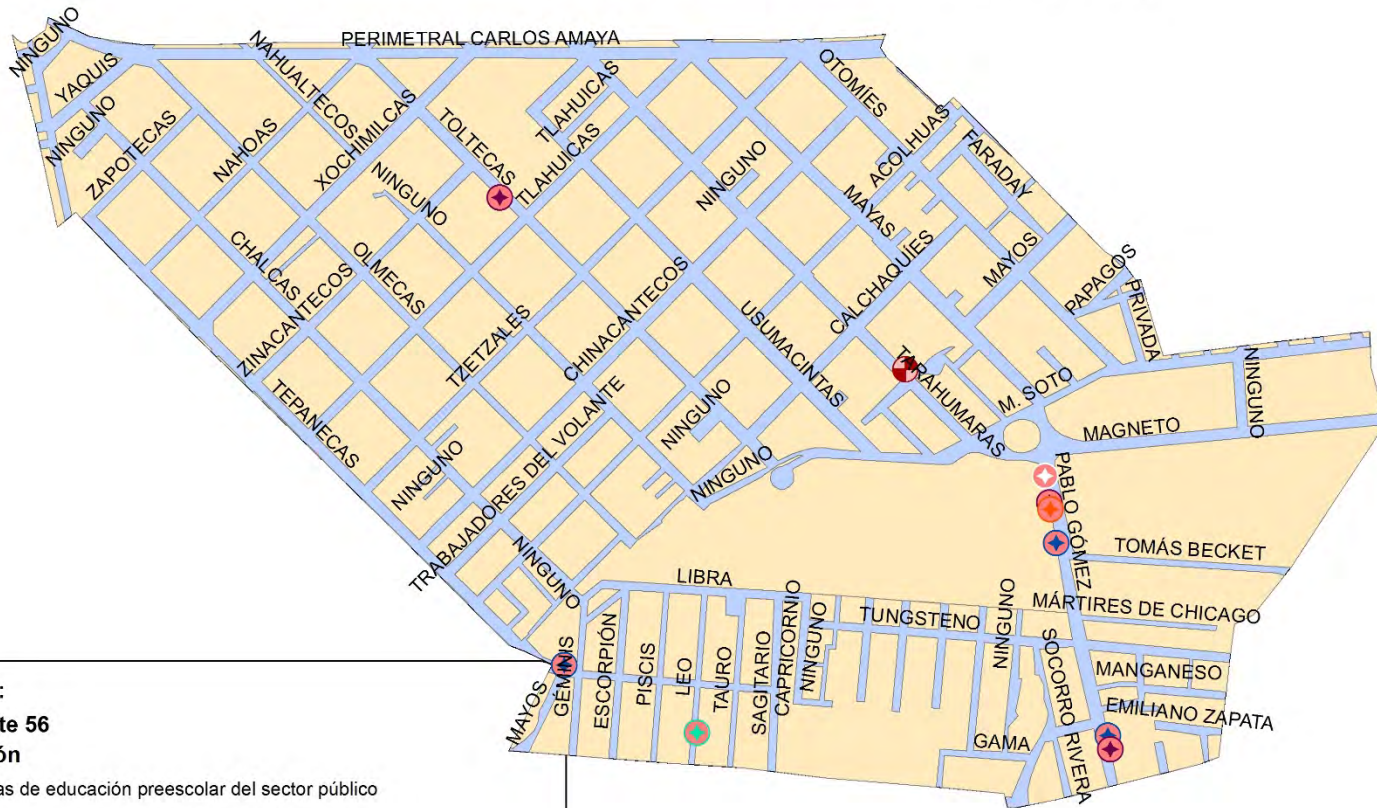 PERIMETRAL CARLOS AMAYA
NINGUNO
YAQUIS
NINGUNO
NAHUALTECOS
ZAPOTECAS
NAHOAS
XOCHIMILCAS
TOLTECAS
TLAHUICAS
TLAHUICAS
NINGUNO
OTOMÍES
ACOLHUAS
FARADAY
NINGUNO
MAYAS
MAYOS
CHALCAS
OLMECAS
CALCHAQUÍES
PAPAGOS
PRIVADA
ZINACANTECOS
TZETZALES
CHINACANTECOS
USUMACINTAS
TARAHUMARAS
M. SOTO
NINGUNO
TEPANECAS
MAGNETO
NINGUNO
NINGUNO
TRABAJADORES DEL VOLANTE
NINGUNO
PABLO GÓMEZ
NINGUNO
TOMÁS BECKET
LIBRA
MÁRTIRES DE CHICAGO
TUNGSTENO
NINGUNO
NINGUNO
CAPRICORNIO
SAGITARIO
TAURO
LEO
PISCIS
ESCORPIÓN
GÉMINIS
MAYOS
SOCORRO RIVERA
MANGANESO
EMILIANO ZAPATA
GAMA
:
te 56
ón
as de educación preescolar del sector público